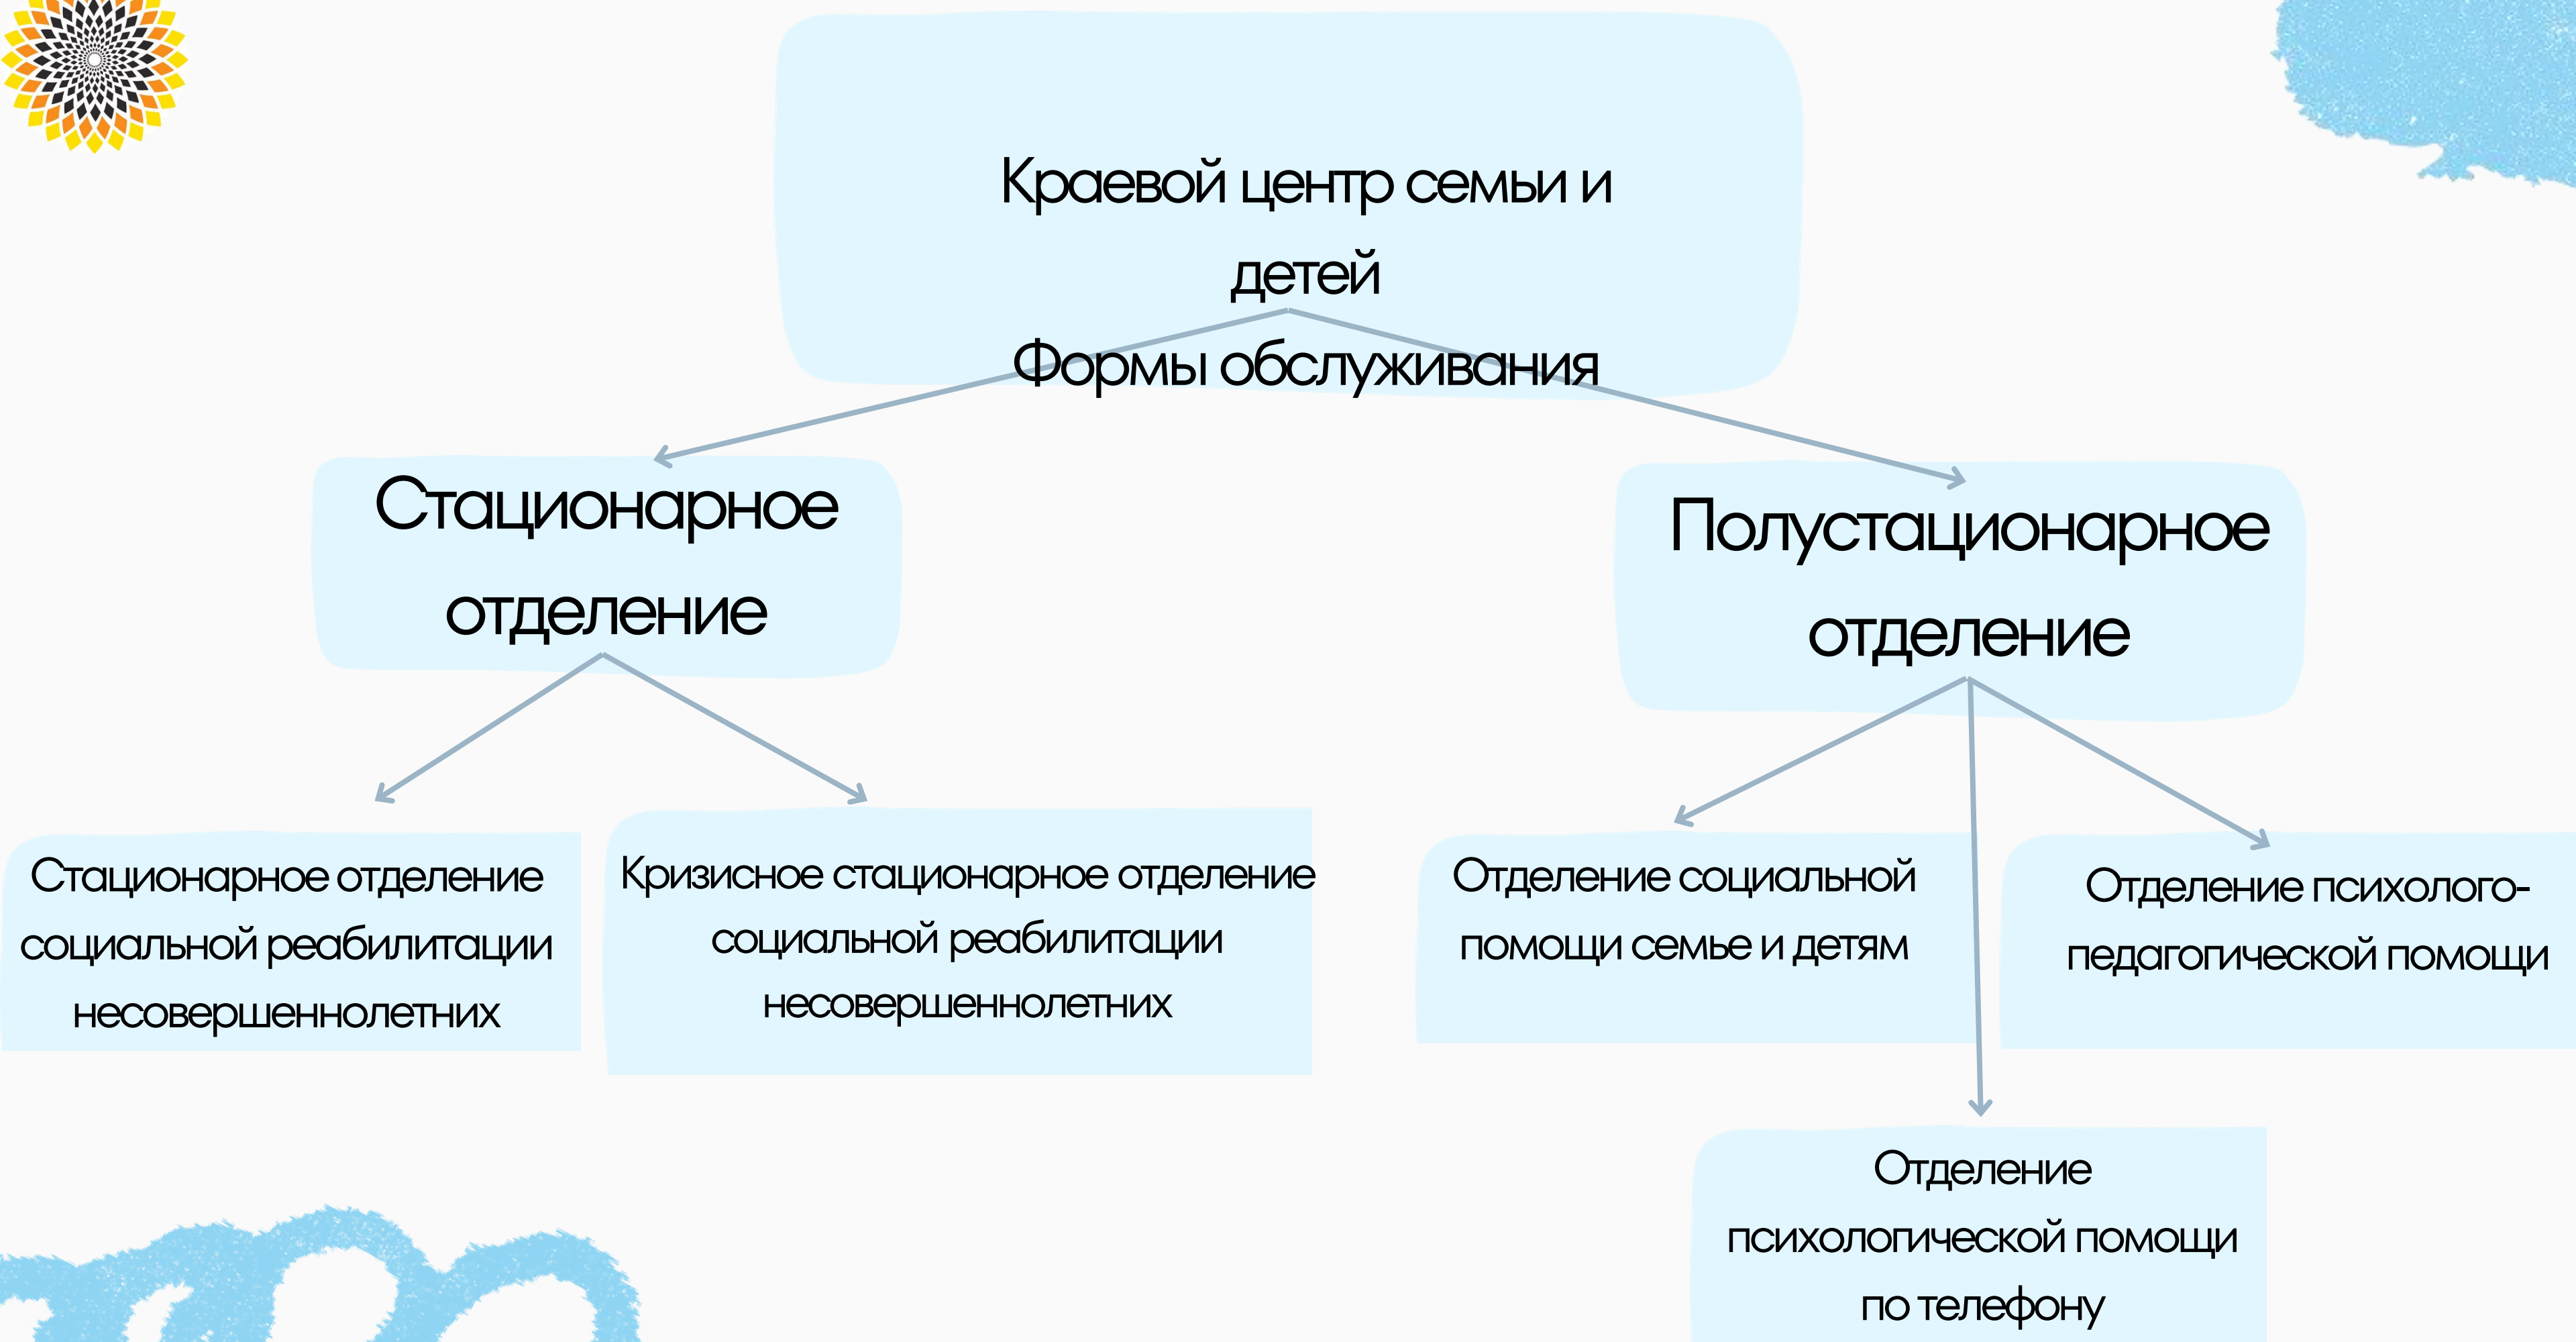 Краевой центр семьи и
детей
Формы обслуживания
Стационарное
отделение
Полустационарное
отделение
Стационарное отделение
социальной реабилитации
несовершеннолетних
Кризисное стационарное отделение
социальной реабилитации
несовершеннолетних
Отделение социальной
помощи семье и детям
Отделение психолого-
педагогической помощи
Отделение
психологической помощи
по телефону